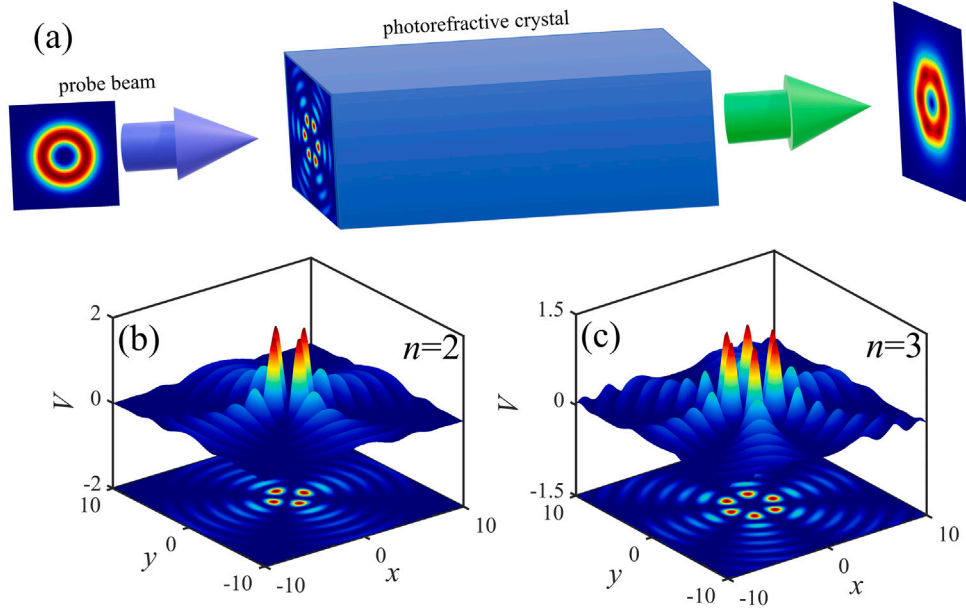 (a)
photorefractive crystal
probe beam
(b)
n=2
V
2
0
-2
10
y
0
-10
-10
0
x
10
(c)
n=3
V
1.5
0
-1.5
10
y
0
-10
-10
0
x
10